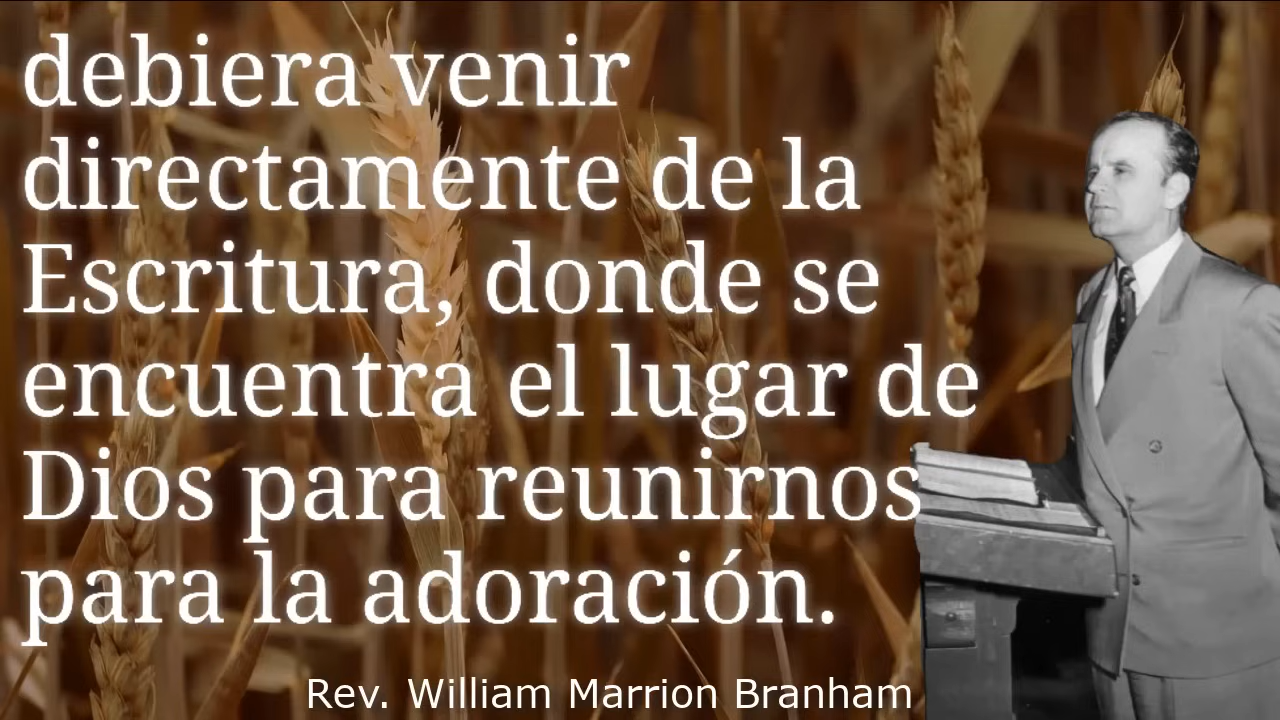 debiera venir
directamente de la
Escritura, donde se
encuentra el lugar de
Dios para reunirnos
para la adoración.
Rev. William Marrion Branham